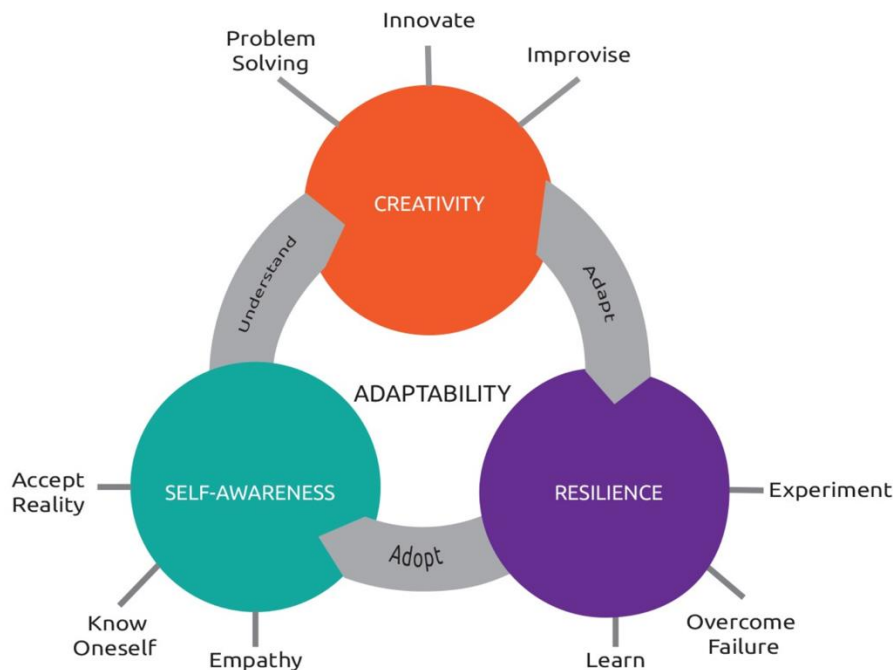 Innovate
Problem
Solving
Improvise
CREATIVITY
Understand
Adapt
ADAPTABILITY
Accept
Reality
SELF-AWARENESS
RESILIENCE
Experiment
Adopt
Know
Oneself
Empathy
Learn
Overcome
Failure